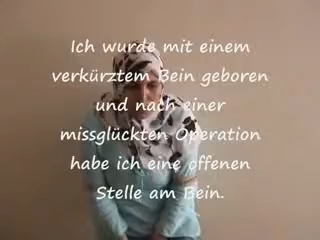 Ich wurde mit einem
verkürztem Bein geboren
und nach einer
missglückten Operation
habe ich eine offenen
Stelle am Bein.